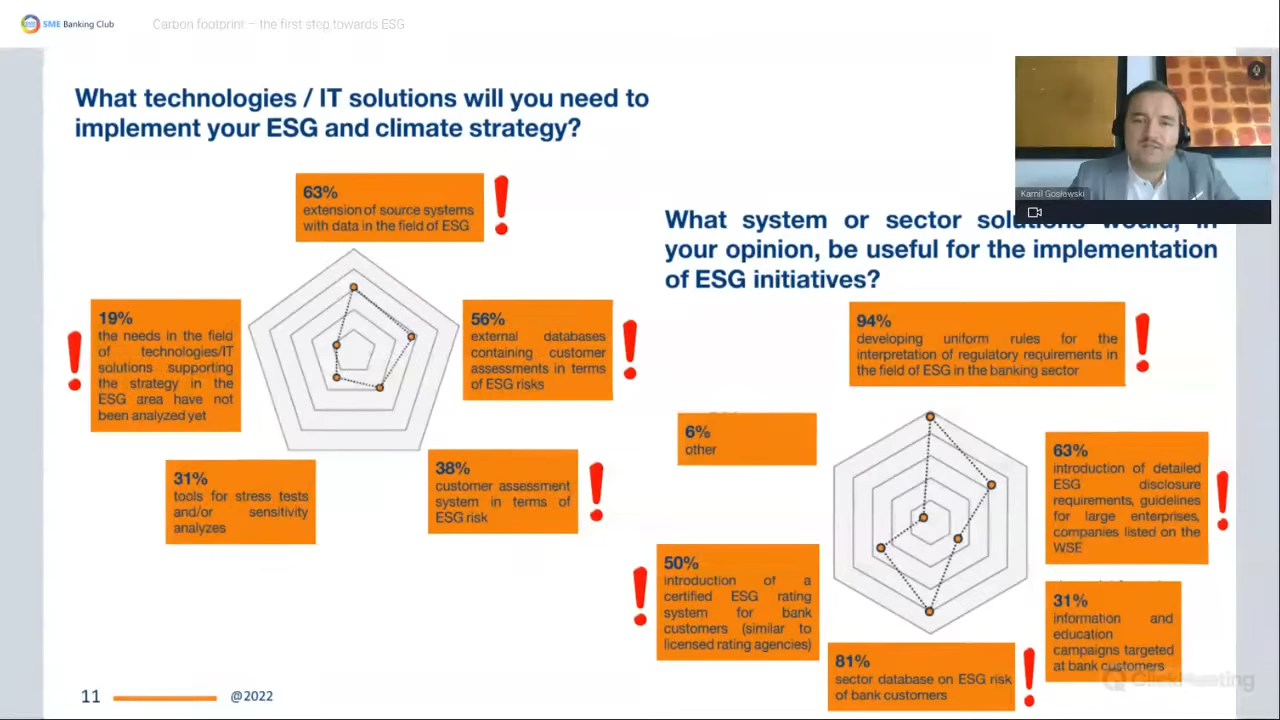 SME Banking Club
Carbon footprint – the first step towards ESG
What technologies / IT solutions will you need to
implement your ESG and climate strategy?
63%
extension of source systems
with data in the field of ESG
19%
the needs in the field
of technologies/IT
solutions supporting
the strategy in the
ESG area have not
been analyzed yet
56%
external databases
containing customer
assessments in terms
of ESG risks
31%
tools for stress tests
and/or sensitivity
analyzes
38%
customer assessment
system in terms of
ESG risk
Kamil Gosławski
What system or sector solutions would, in
your opinion, be useful for the implementation
of ESG initiatives?
94%
developing uniform rules for the
interpretation of regulatory requirements in
the field of ESG in the banking sector
6%
other
63%
introduction of detailed
ESG disclosure
requirements, guidelines
for large enterprises,
companies listed on the
WSE
50%
introduction of a
certified ESG rating
system for bank
customers (similar to
licensed rating agencies)
31%
information and
education
campaigns targeted
at bank customers
81%
sector database on ESG risk
of bank customers
ClickMeeting
11
@2022